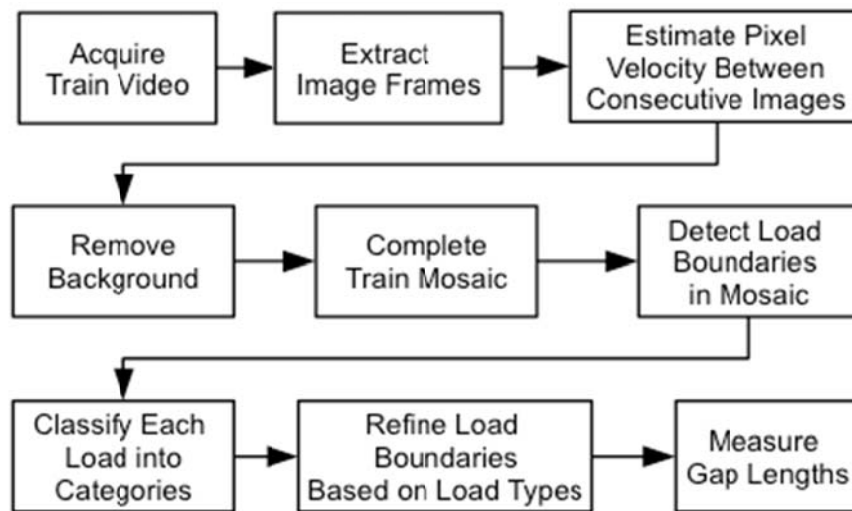 Acquire
Train Video
Extract
Image Frames
Estimate Pixel
Velocity Between
Consecutive Images
Remove
Background
Complete
Train Mosaic
Detect Load
Boundaries
in Mosaic
Classify Each
Load into
Categories
Refine Load
Boundaries
Based on Load Types
Measure
Gap Lengths